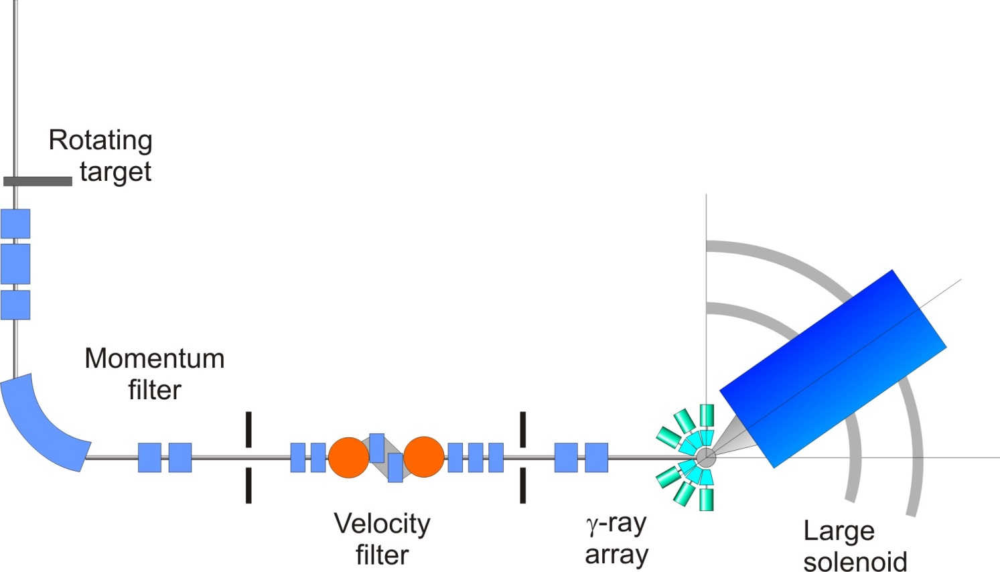 Rotating
target
Momentum
filter
Velocity
filter
γ-ray
array
Large
solenoid